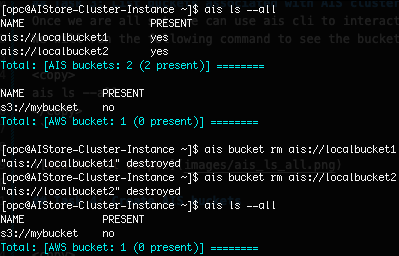 [opc@AIStore-Cluster-Instance ~]$ ais ls --all
NAME PRESENT
ais://localbucket1 yes
ais://localbucket2 yes
Total: [AIS buckets: 2 (2 present)] ========
NAME PRESENT
s3://mybucket no
Total: [AWS bucket: 1 (0 present)] ========
[opc@AIStore-Cluster-Instance ~]$ ais bucket rm ais://localbucket1
"ais://localbucket1" destroyed
[opc@AIStore-Cluster-Instance ~]$ ais bucket rm ais://localbucket2
"ais://localbucket2" destroyed
[opc@AIStore-Cluster-Instance ~]$ ais ls --all
NAME PRESENT
s3://mybucket no
Total: [AWS bucket: 1 (0 present)] ========